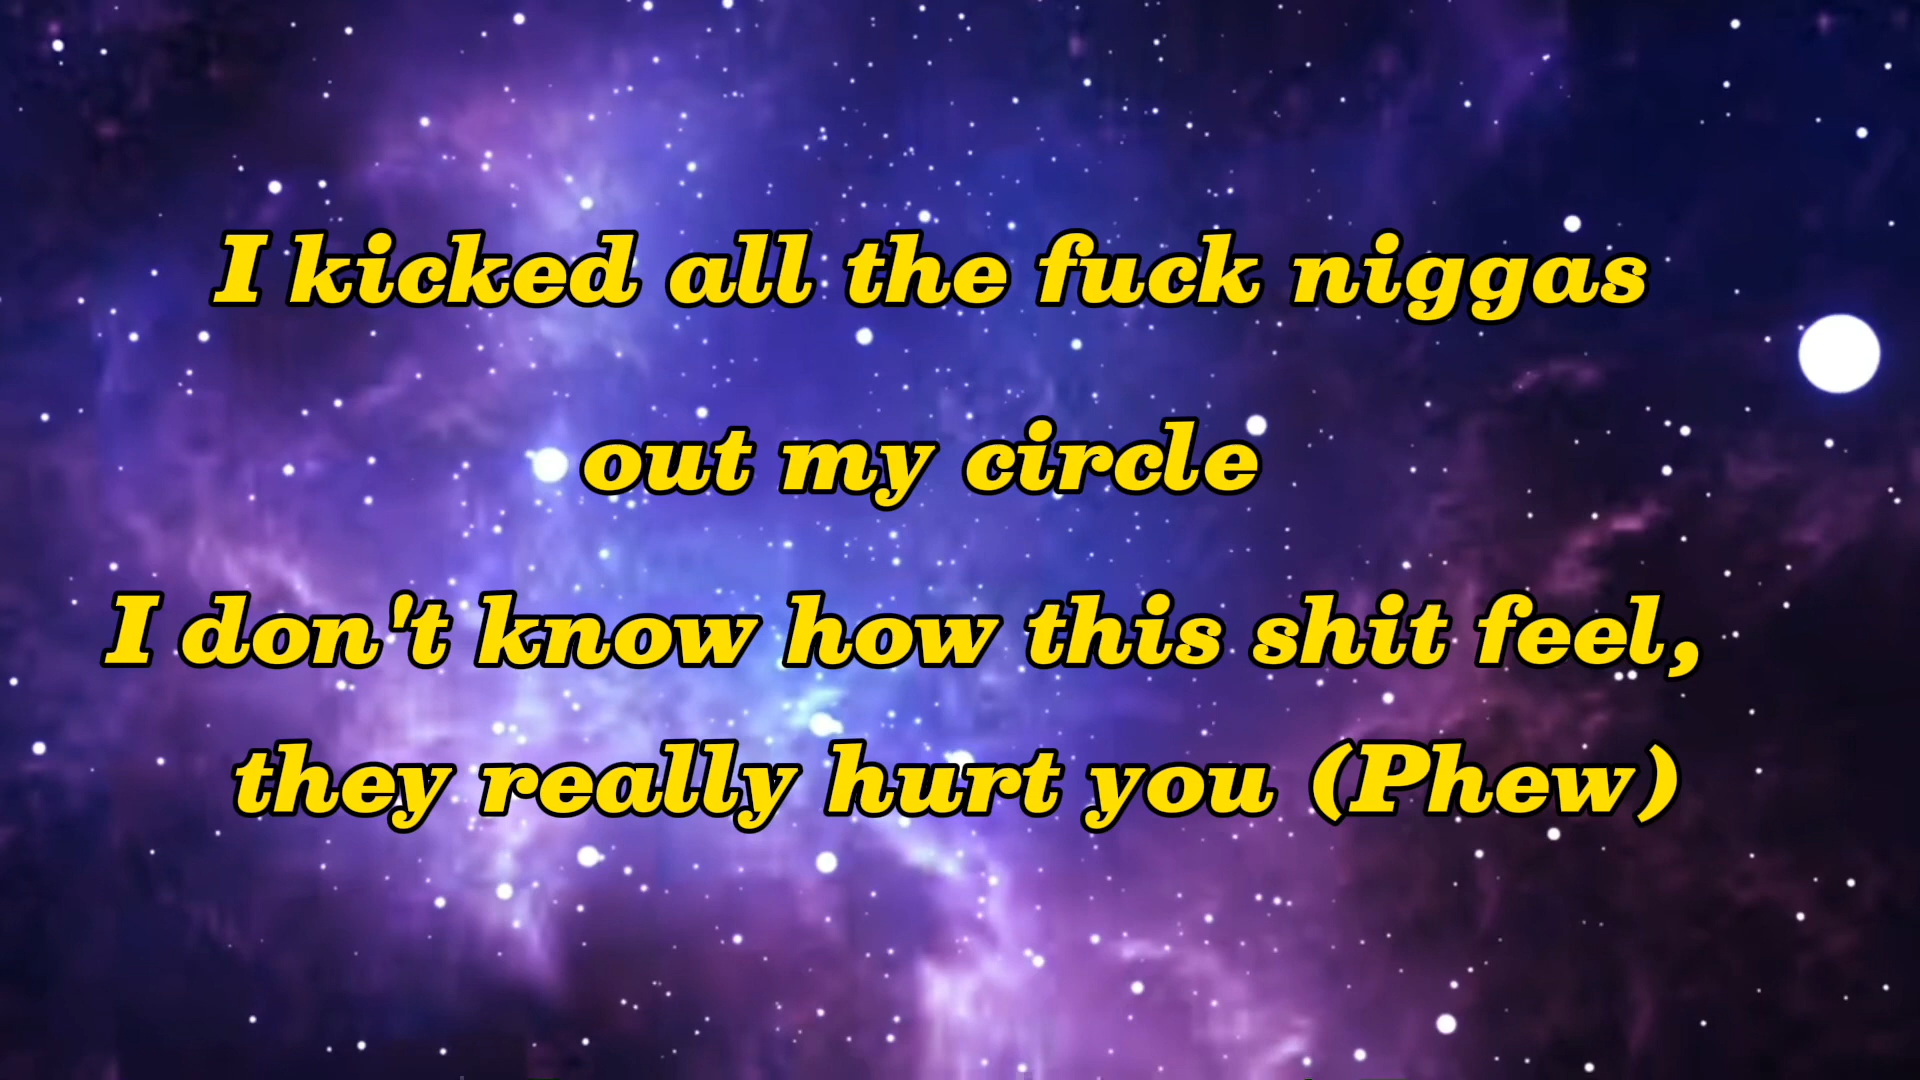 I kicked all the fuck niggas
out my circle
I don't know how this shit feel,
they really hurt you (Phew)